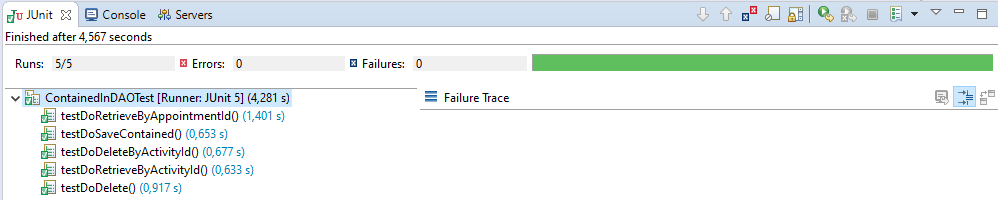 JUnit Console Servers
Finished after 4,567 seconds
Runs: 5/5 Errors: 0 Failures: 0
ContainedInDAOTest [Runner: JUnit 5] (4,281 s)
Failure Trace
testDoRetrieveByAppointmentId() (1,401 s)
testDoSaveContained() (0,653 s)
testDoDeleteByActivityId() (0,677 s)
testDoRetrieveByActivityId() (0,633 s)
testDoDelete() (0,917 s)